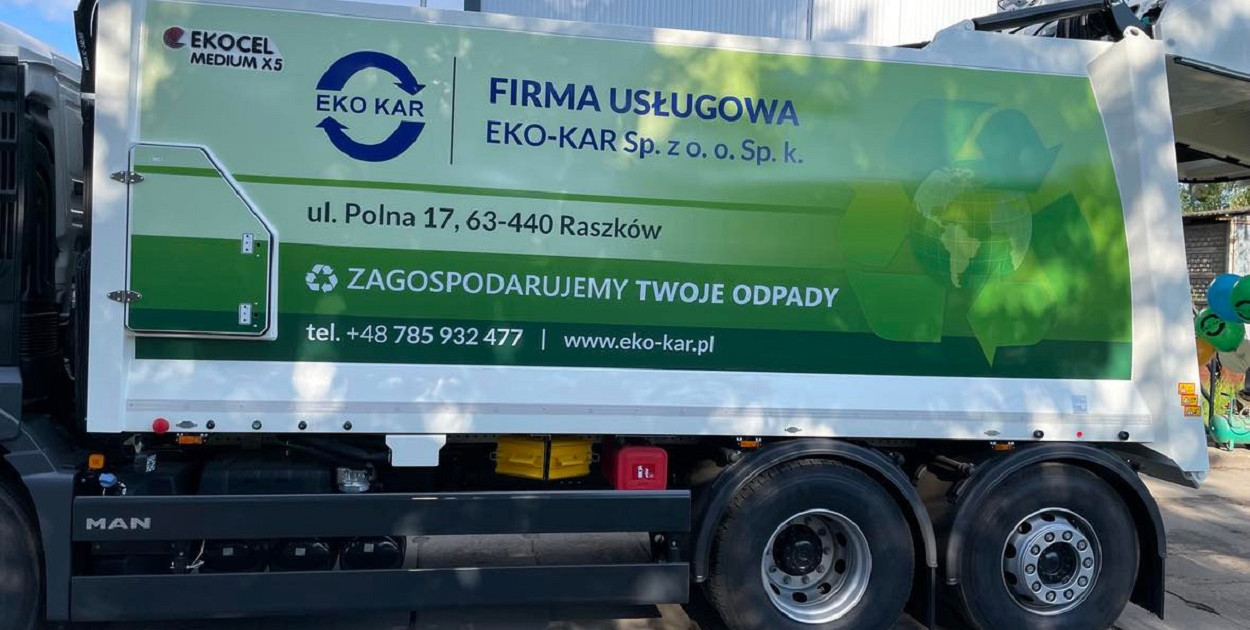 EKOCEL
MEDIUM X5
EKO KAR
FIRMA USŁUGOWA
EKO-KAR Sp. z o. o. Sp. k.
ul. Polna 17, 63-440 Raszków
ZAGOSPODARUJEMY TWOJE ODPADY
tel. +48 785 932 477 | www.eko-kar.pl
MAN